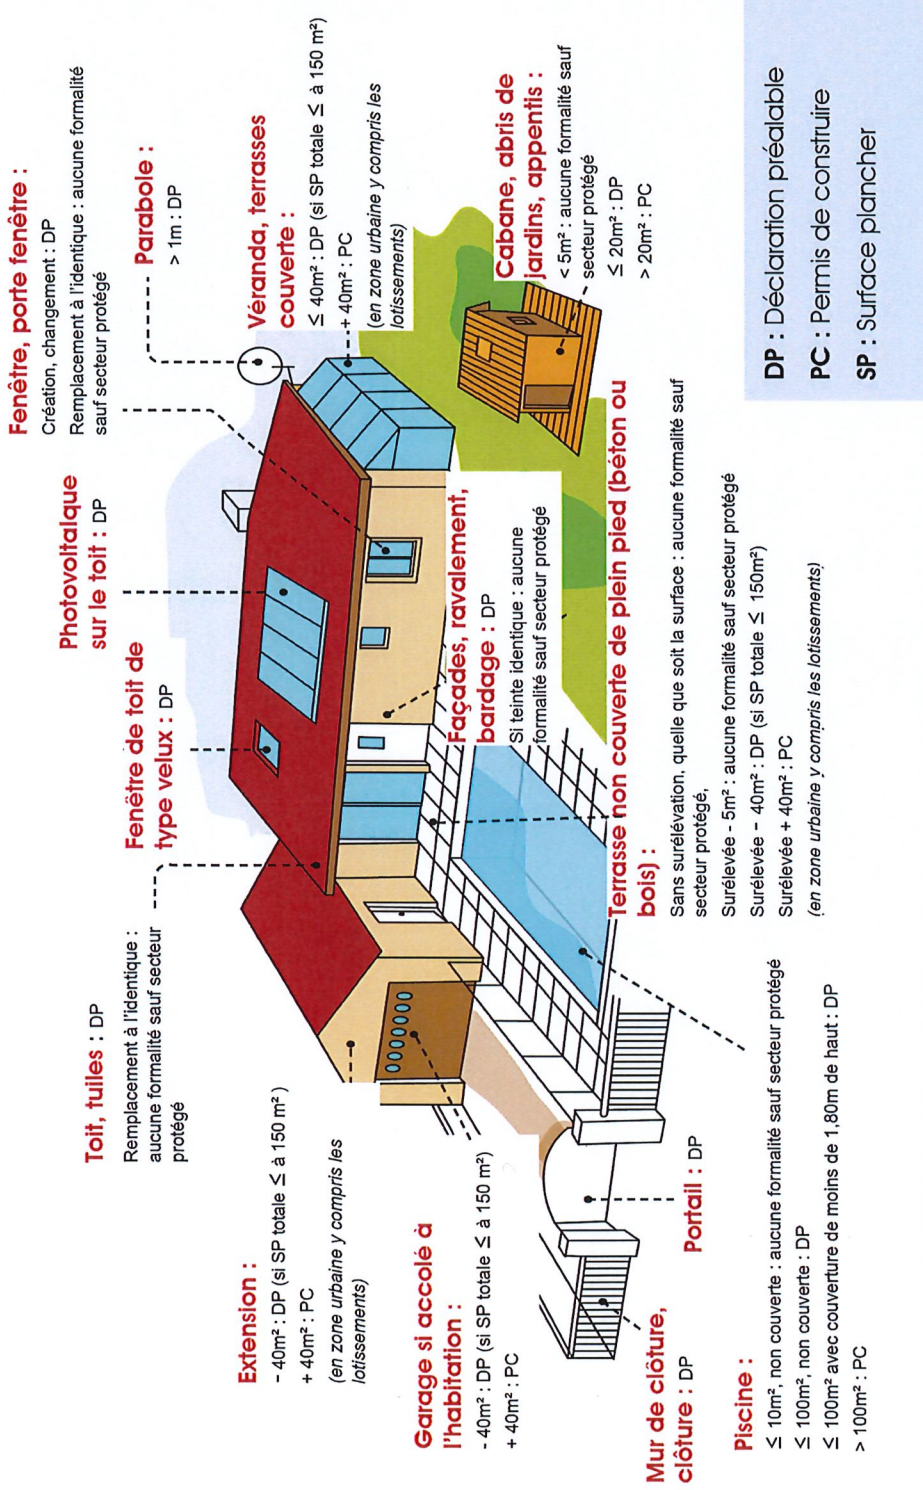 Toit, tuiles : DP
Remplacement à l'identique :
aucune formalité sauf secteur
protégé
Fenêtre de toit de
type velux : DP
Photovoltaïque
sur le toit : DP
Fenêtre, porte fenêtre :
Création, changement : DP
Remplacement à l'identique : aucune formalité
sauf secteur protégé
Parabole :
> 1m : DP
Véranda, terrasses
couverte :
≤ 40m² : DP (si SP totale ≤ à 150 m²)
+ 40m² : PC
(en zone urbaine y compris les
lotissements)
Extension :
- 40m² : DP (si SP totale ≤ à 150 m²)
+ 40m² : PC
(en zone urbaine y compris les
lotissements)
Garage si accolé à
l'habitation :
- 40m² : DP (si SP totale ≤ à 150 m²)
+ 40m² : PC
Façades, ravalement,
bardage : DP
Si teinte identique : aucune
formalité sauf secteur protégé
Cabane, abris de
jardins, appentis :
< 5m² : aucune formalité sauf
secteur protégé
≤ 20m² : DP
> 20m² : PC
Mur de clôture,
clôture : DP
Portail : DP
Terrasse non couverte de plein pied (béton ou
bois) :
Sans surélévation, quelle que soit la surface : aucune formalité sauf
secteur protégé,
Surélevée - 5m² : aucune formalité sauf secteur protégé
Surélevée - 40m² : DP (si SP totale ≤ 150m²)
Surélevée + 40m² : PC
(en zone urbaine y compris les lotissements)
Piscine :
≤ 10m², non couverte : aucune formalité sauf secteur protégé
≤ 100m², non couverte : DP
≤ 100m² avec couverture de moins de 1,80m de haut : DP
> 100m² : PC
DP : Déclaration préalable
PC : Permis de construire
SP : Surface plancher